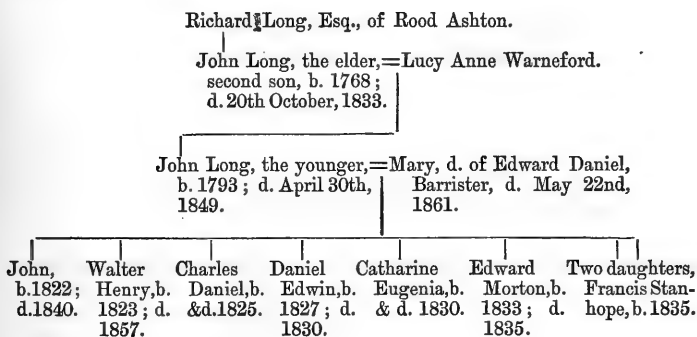 Richard Long, Esq., of Rood Ashton.
John Long, the elder,=Lucy Anne Warneford.
second son, b. 1768;
d. 20th October, 1833.
John Long, the younger,=Mary, d. of Edward Daniel,
b. 1793; d. April 30th, Barrister, d. May 22nd,
1849. 1861.
John, Walter Charles Daniel Catharine Edward Two daughters,
b.1822; Henry,b. Daniel,b. Edwin,b. Eugenia,b. Morton,b. Francis Stan-
d.1840. 1823; d. &d.1825. 1827; d. & d. 1830. 1833; d. hope,b.1835.
1857. 1830. 1835.